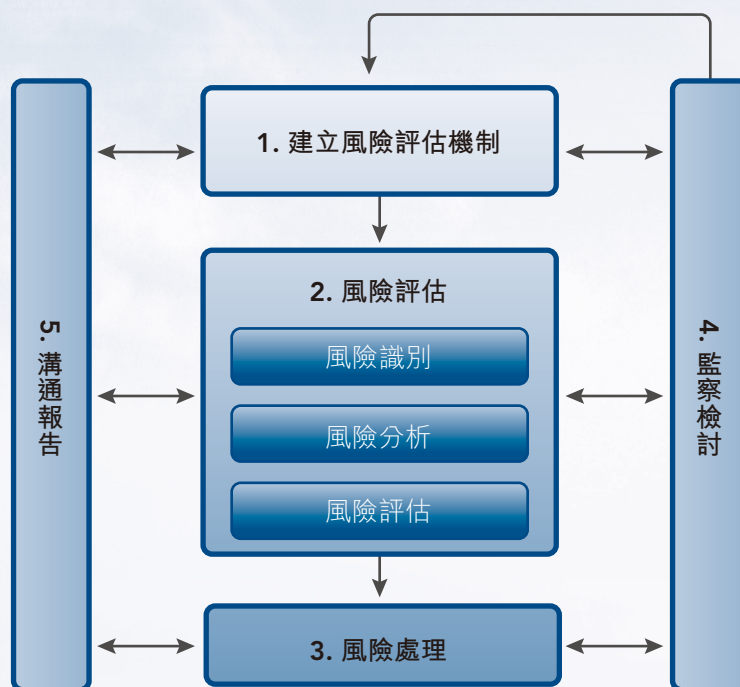 1. 建立風險評估機制
2. 風險評估
風險識別
風險分析
風險評估
3. 風險處理
4. 監察檢討
5. 溝通報告